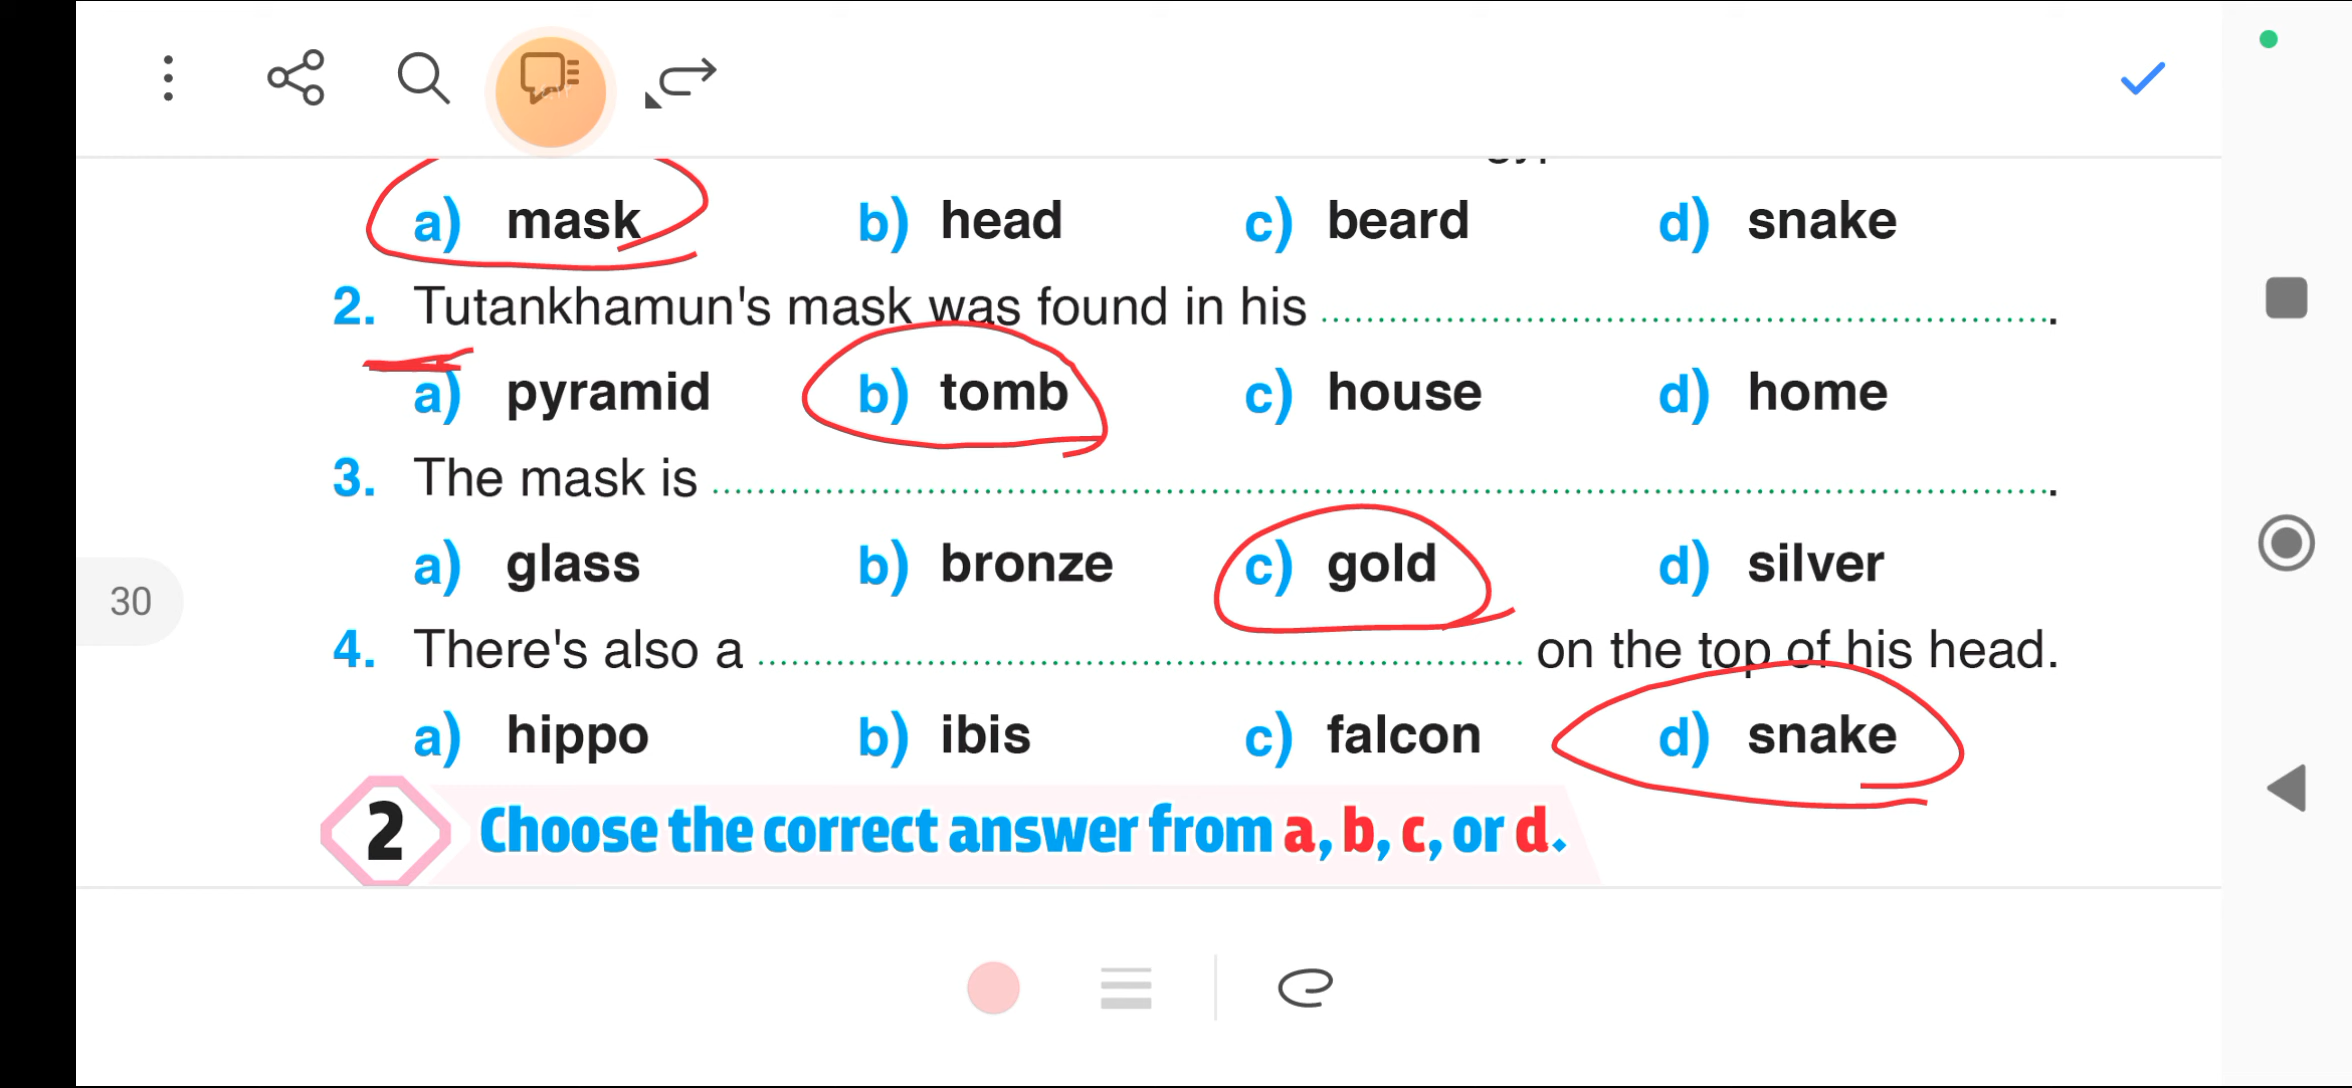 a) mask b) head c) beard d) snake
2. Tutankhamun's mask was found in his ........................................ .
a) pyramid b) tomb c) house d) home
3. The mask is ........................................ .
a) glass b) bronze c) gold d) silver
30
4. There's also a ........................................ on the top of his head.
a) hippo b) ibis c) falcon d) snake
2 Choose the correct answer from a, b, c, or d.